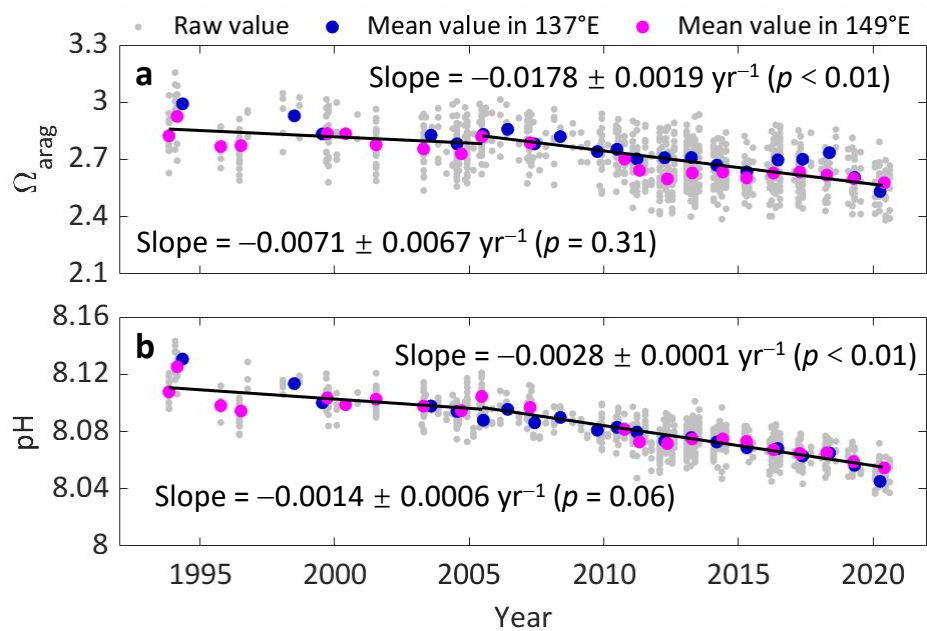 Raw value Mean value in 137°E Mean value in 149°E
a
Slope = −0.0178 ± 0.0019 yr⁻¹ (p < 0.01)
Slope = −0.0071 ± 0.0067 yr⁻¹ (p = 0.31)
3.3
3
2.7
2.4
2.1
Ωarag
b
Slope = −0.0028 ± 0.0001 yr⁻¹ (p < 0.01)
Slope = −0.0014 ± 0.0006 yr⁻¹ (p = 0.06)
8.16
8.12
8.08
8.04
8
pH
1995 2000 2005 2010 2015 2020
Year